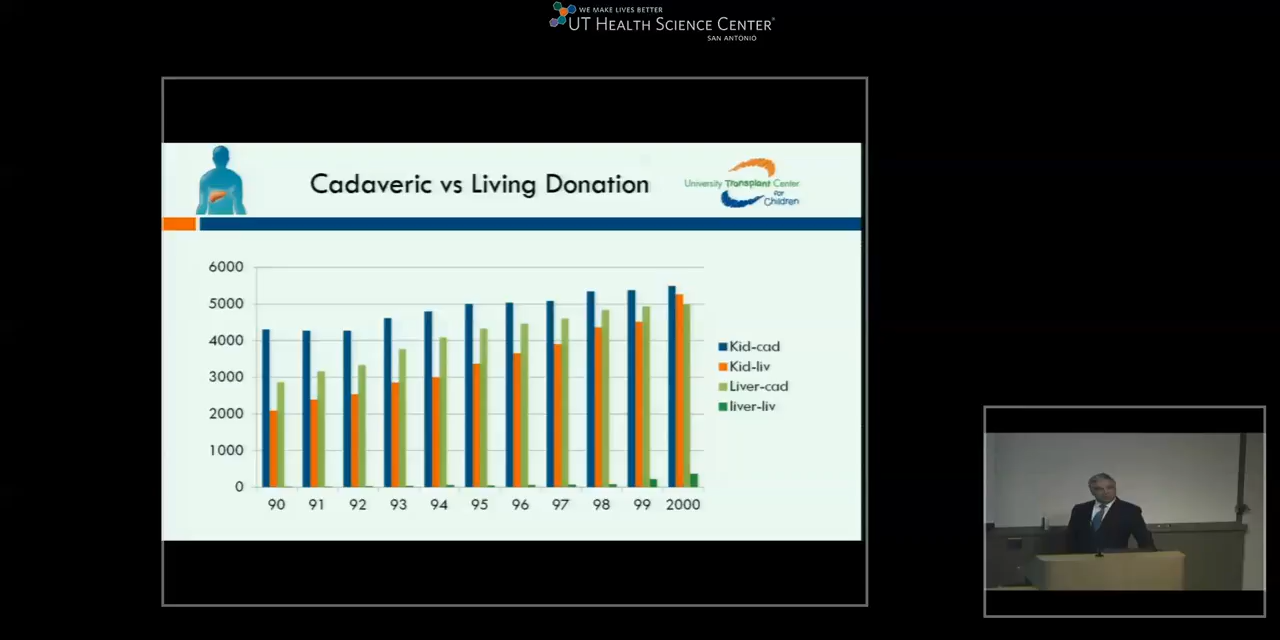 WE MAKE LIVES BETTER
UT HEALTH SCIENCE CENTER®
SAN ANTONIO
Cadaveric vs Living Donation
University Transplant Center
for
Children
6000
5000
4000
3000
2000
1000
0
90 91 92 93 94 95 96 97 98 99 2000
Kid-cad
Kid-liv
Liver-cad
liver-liv